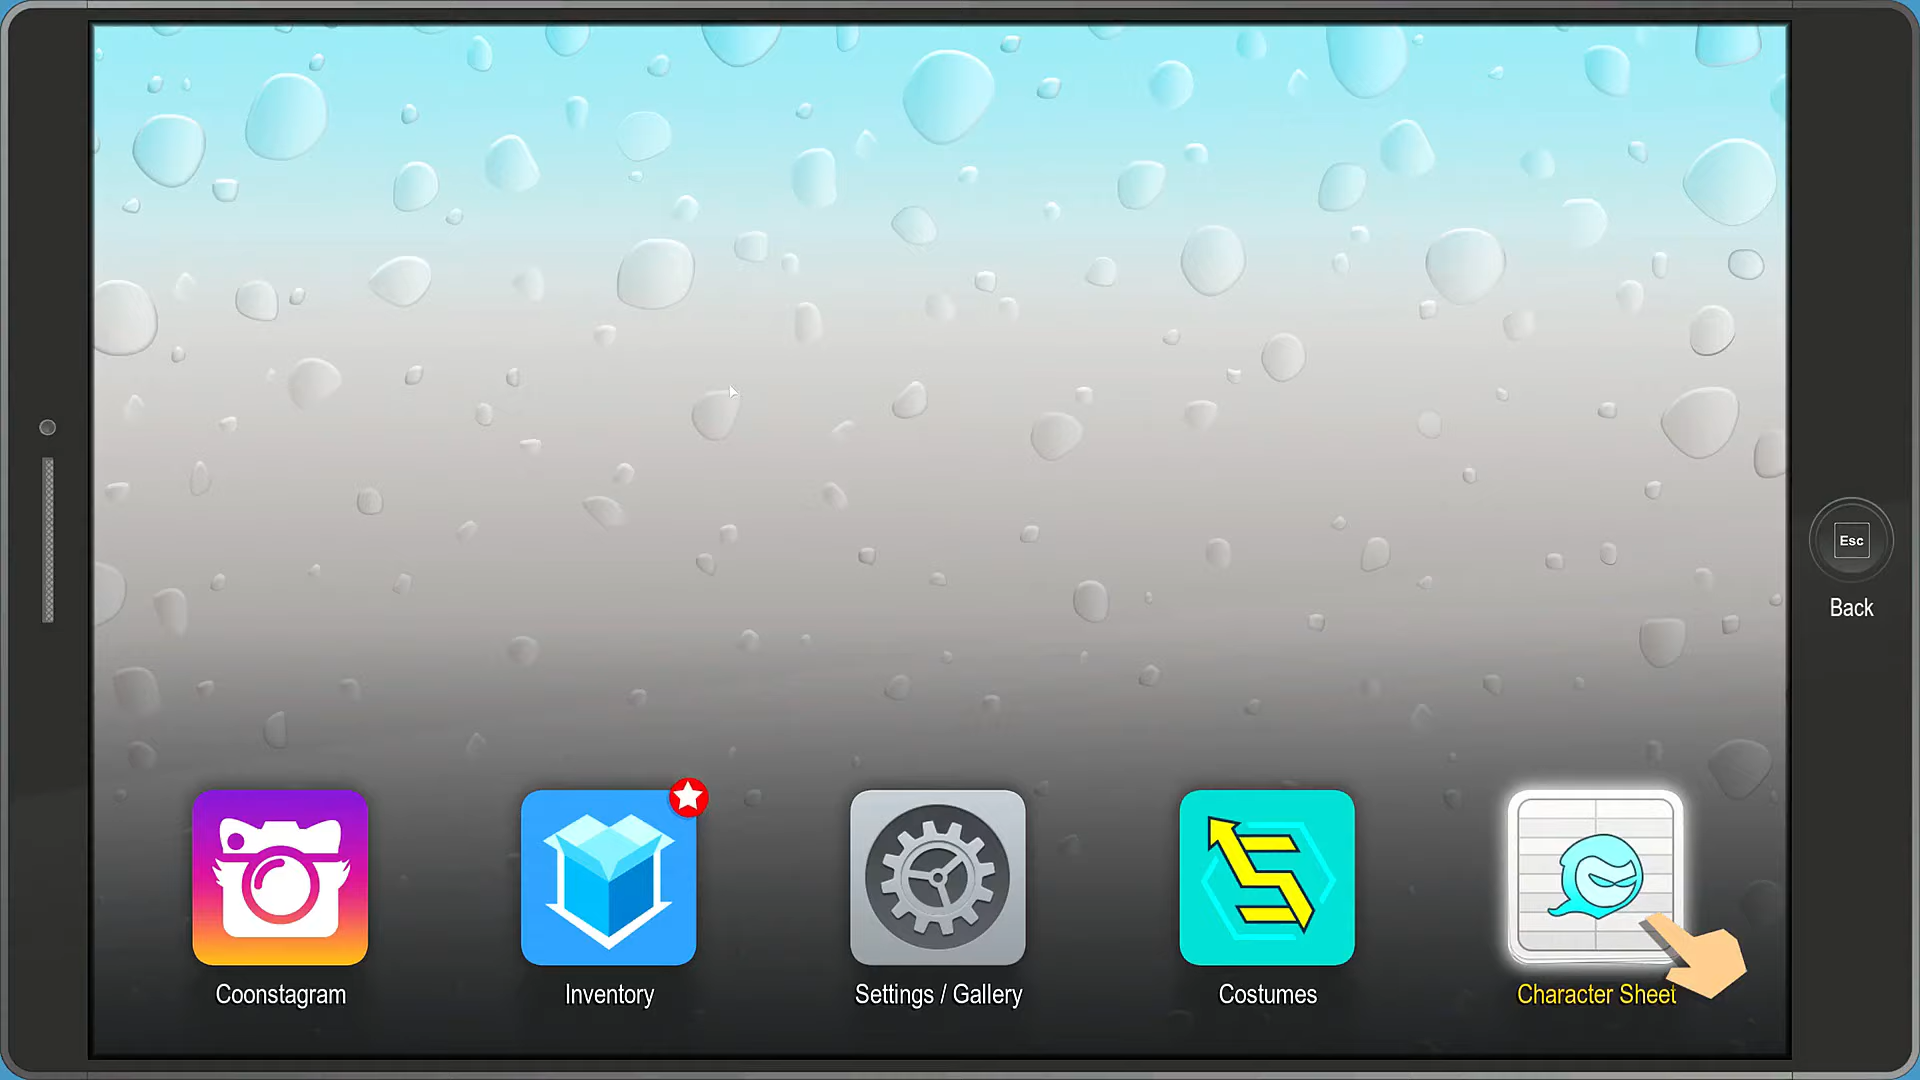 Esc
Back
Coonstagram
Inventory
Settings / Gallery
Costumes
Character Sheet